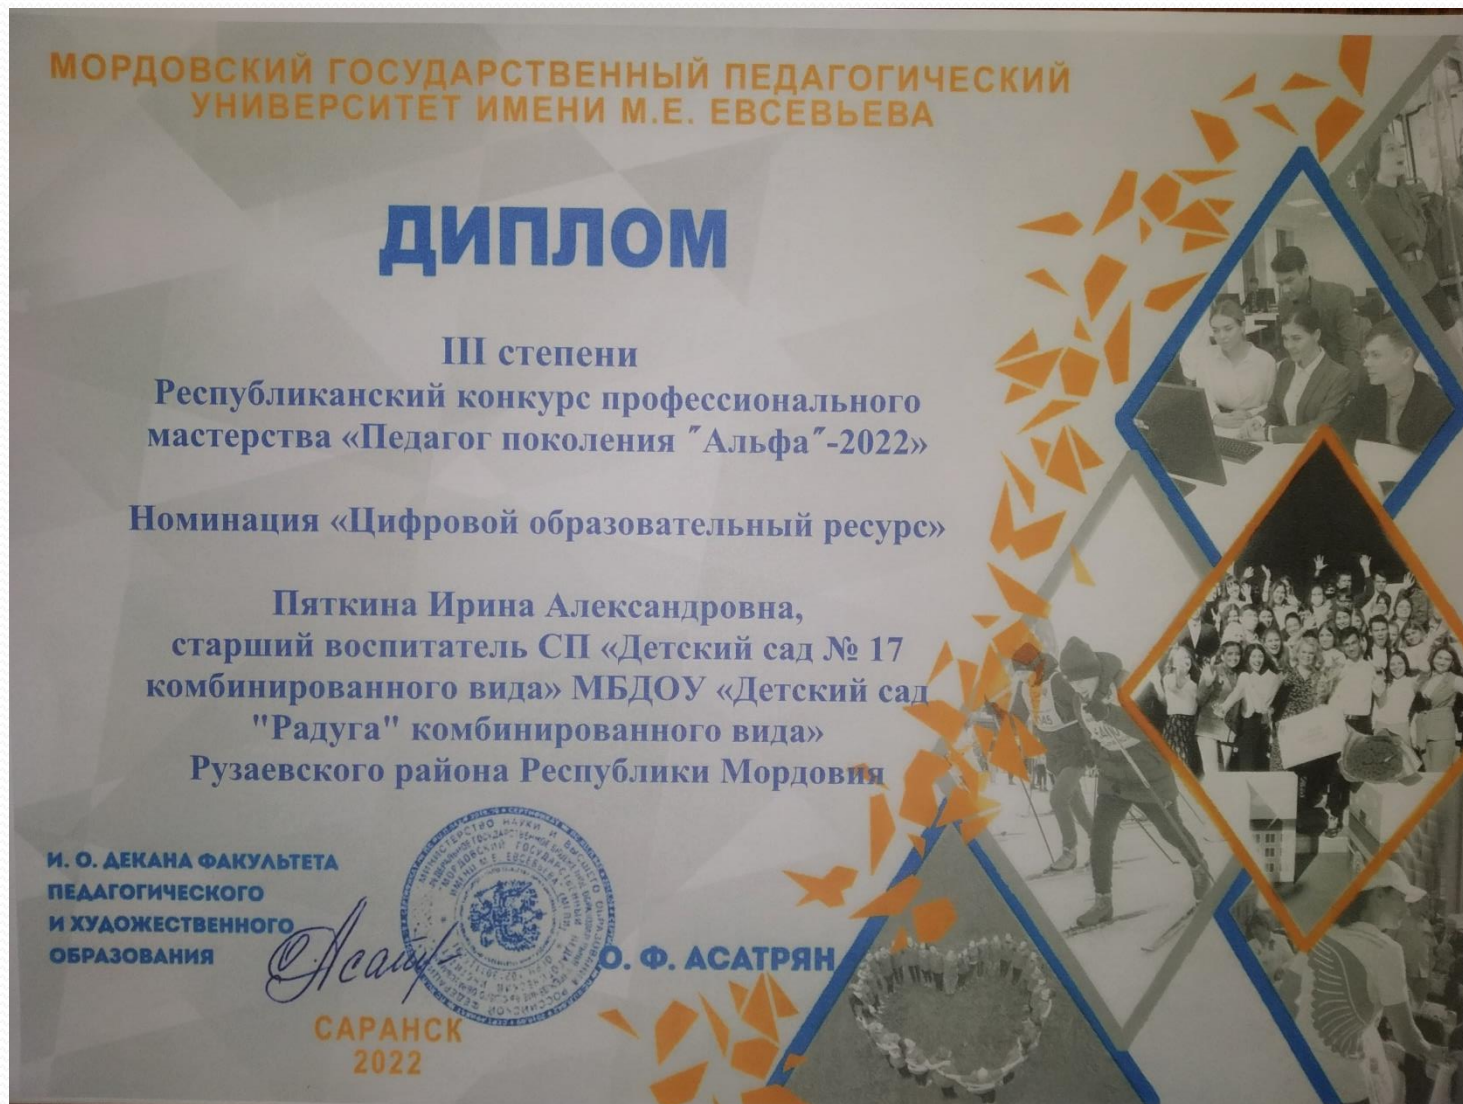 МОРДОВСКИЙ ГОСУДАРСТВЕННЫЙ ПЕДАГОГИЧЕСКИЙ
УНИВЕРСИТЕТ ИМЕНИ М.Е. ЕВСЕВЬЕВА
ДИПЛОМ
III степени
Республиканский конкурс профессионального
мастерства «Педагог поколения ″Альфа″-2022»
Номинация «Цифровой образовательный ресурс»
Пяткина Ирина Александровна,
старший воспитатель СП «Детский сад № 17
комбинированного вида» МБДОУ «Детский сад
"Радуга" комбинированного вида»
Рузаевского района Республики Мордовия
И. О. ДЕКАНА ФАКУЛЬТЕТА
ПЕДАГОГИЧЕСКОГО
И ХУДОЖЕСТВЕННОГО
ОБРАЗОВАНИЯ
О. Ф. АСАТРЯН
САРАНСК
2022